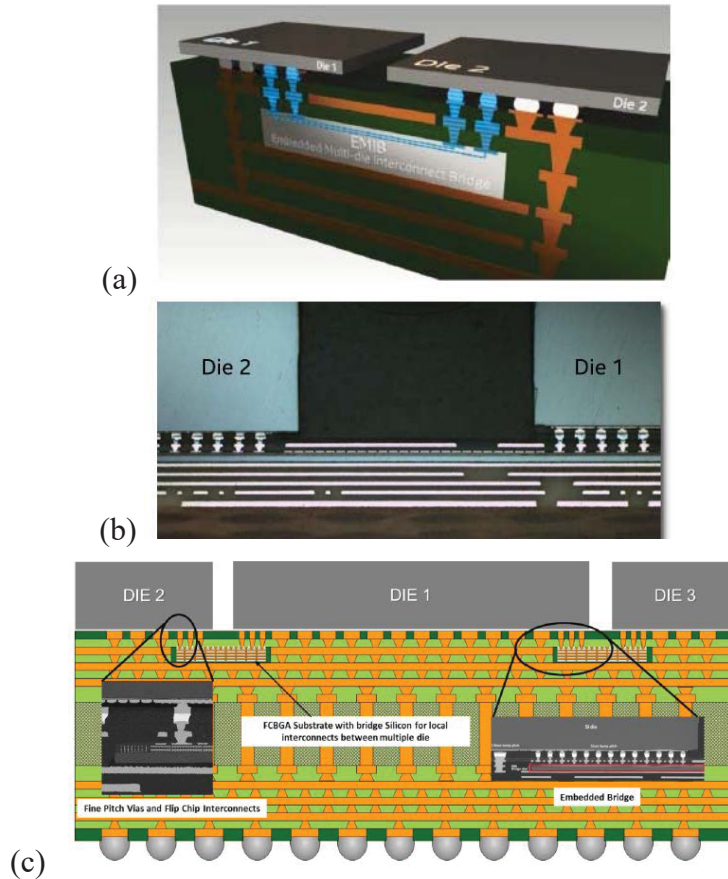 Die 1
Die 1
Die 2
Die 2
EMIB
Embedded Multi-die Interconnect Bridge
(a)
Die 2
Die 1
(b)
DIE 2
DIE 1
DIE 3
FCBGA Substrate with bridge Silicon for local
interconnects between multiple die
Fine Pitch Vias and Flip Chip Interconnects
Embedded Bridge
(c)